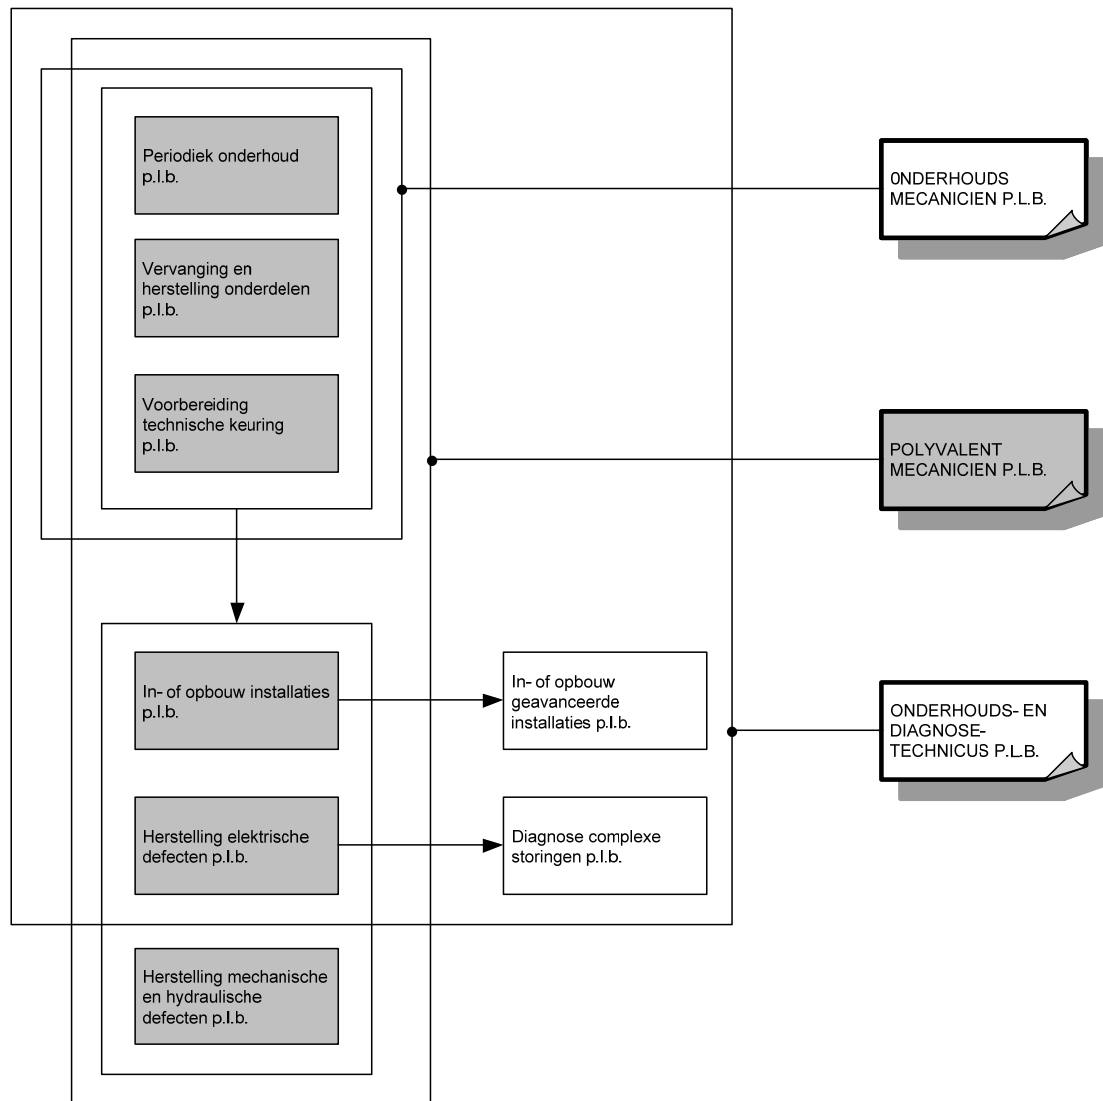 Periodiek onderhoud
p.l.b.
Vervanging en
herstelling onderdelen
p.l.b.
Voorbereiding
technische keuring
p.l.b.
0NDERHOUDS
MECANICIEN P.L.B.
POLYVALENT
MECANICIEN P.L.B.
In- of opbouw installaties
p.l.b.
In- of opbouw
geavanceerde
installaties p.l.b.
ONDERHOUDS- EN
DIAGNOSE-
TECHNICUS P.L.B.
Herstelling elektrische
defecten p.l.b.
Diagnose complexe
storingen p.l.b.
Herstelling mechanische
en hydraulische
defecten p.l.b.